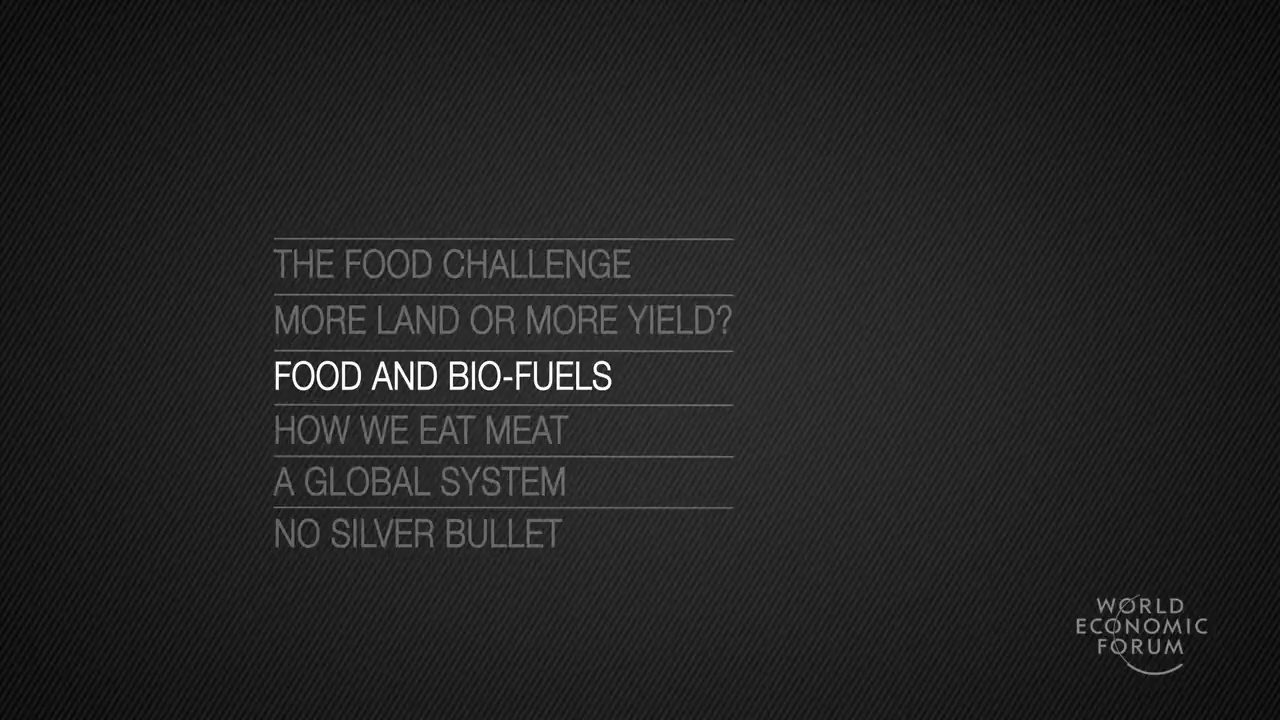 THE FOOD CHALLENGE
MORE LAND OR MORE YIELD?
FOOD AND BIO-FUELS
HOW WE EAT MEAT
A GLOBAL SYSTEM
NO SILVER BULLET
WORLD
ECONOMIC
FORUM